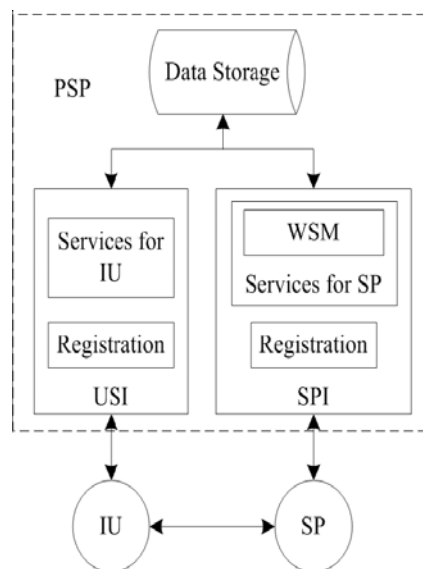 Data Storage
PSP
Services for
IU
Registration
USI
WSM
Services for SP
Registration
SPI
IU
SP